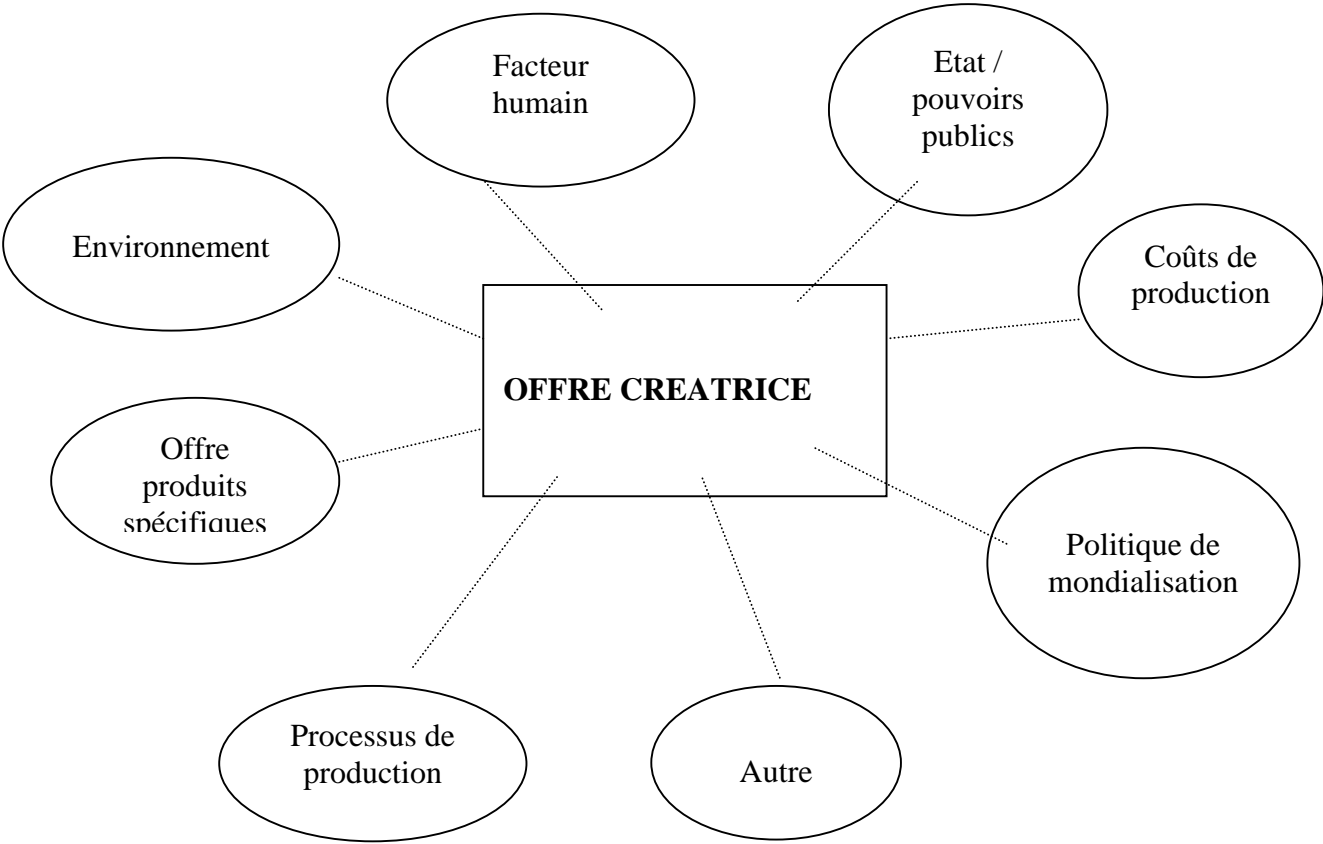 Facteur
humain
Etat /
pouvoirs
publics
Environnement
Coûts de
production
OFFRE CREATRICE
Offre
produits
spécifiques
Politique de
mondialisation
Processus de
production
Autre